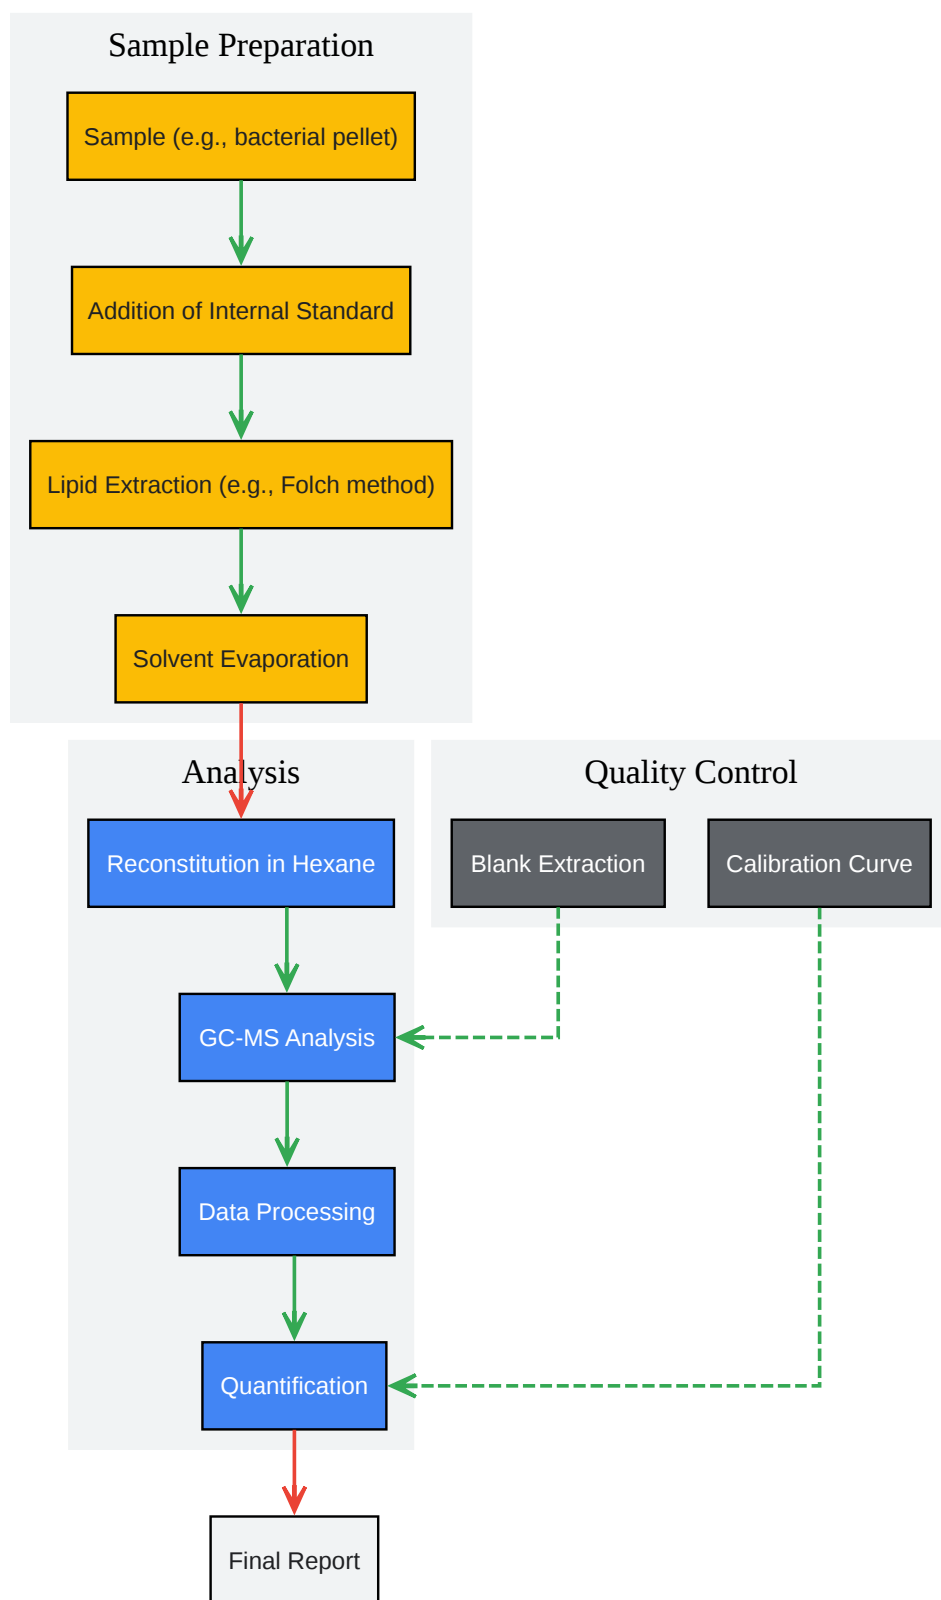 Sample Preparation
Sample (e.g., bacterial pellet)
Addition of Internal Standard
Lipid Extraction (e.g., Folch method)
Solvent Evaporation
Analysis
Reconstitution in Hexane
GC-MS Analysis
Data Processing
Quantification
Quality Control
Blank Extraction
Calibration Curve
Final Report